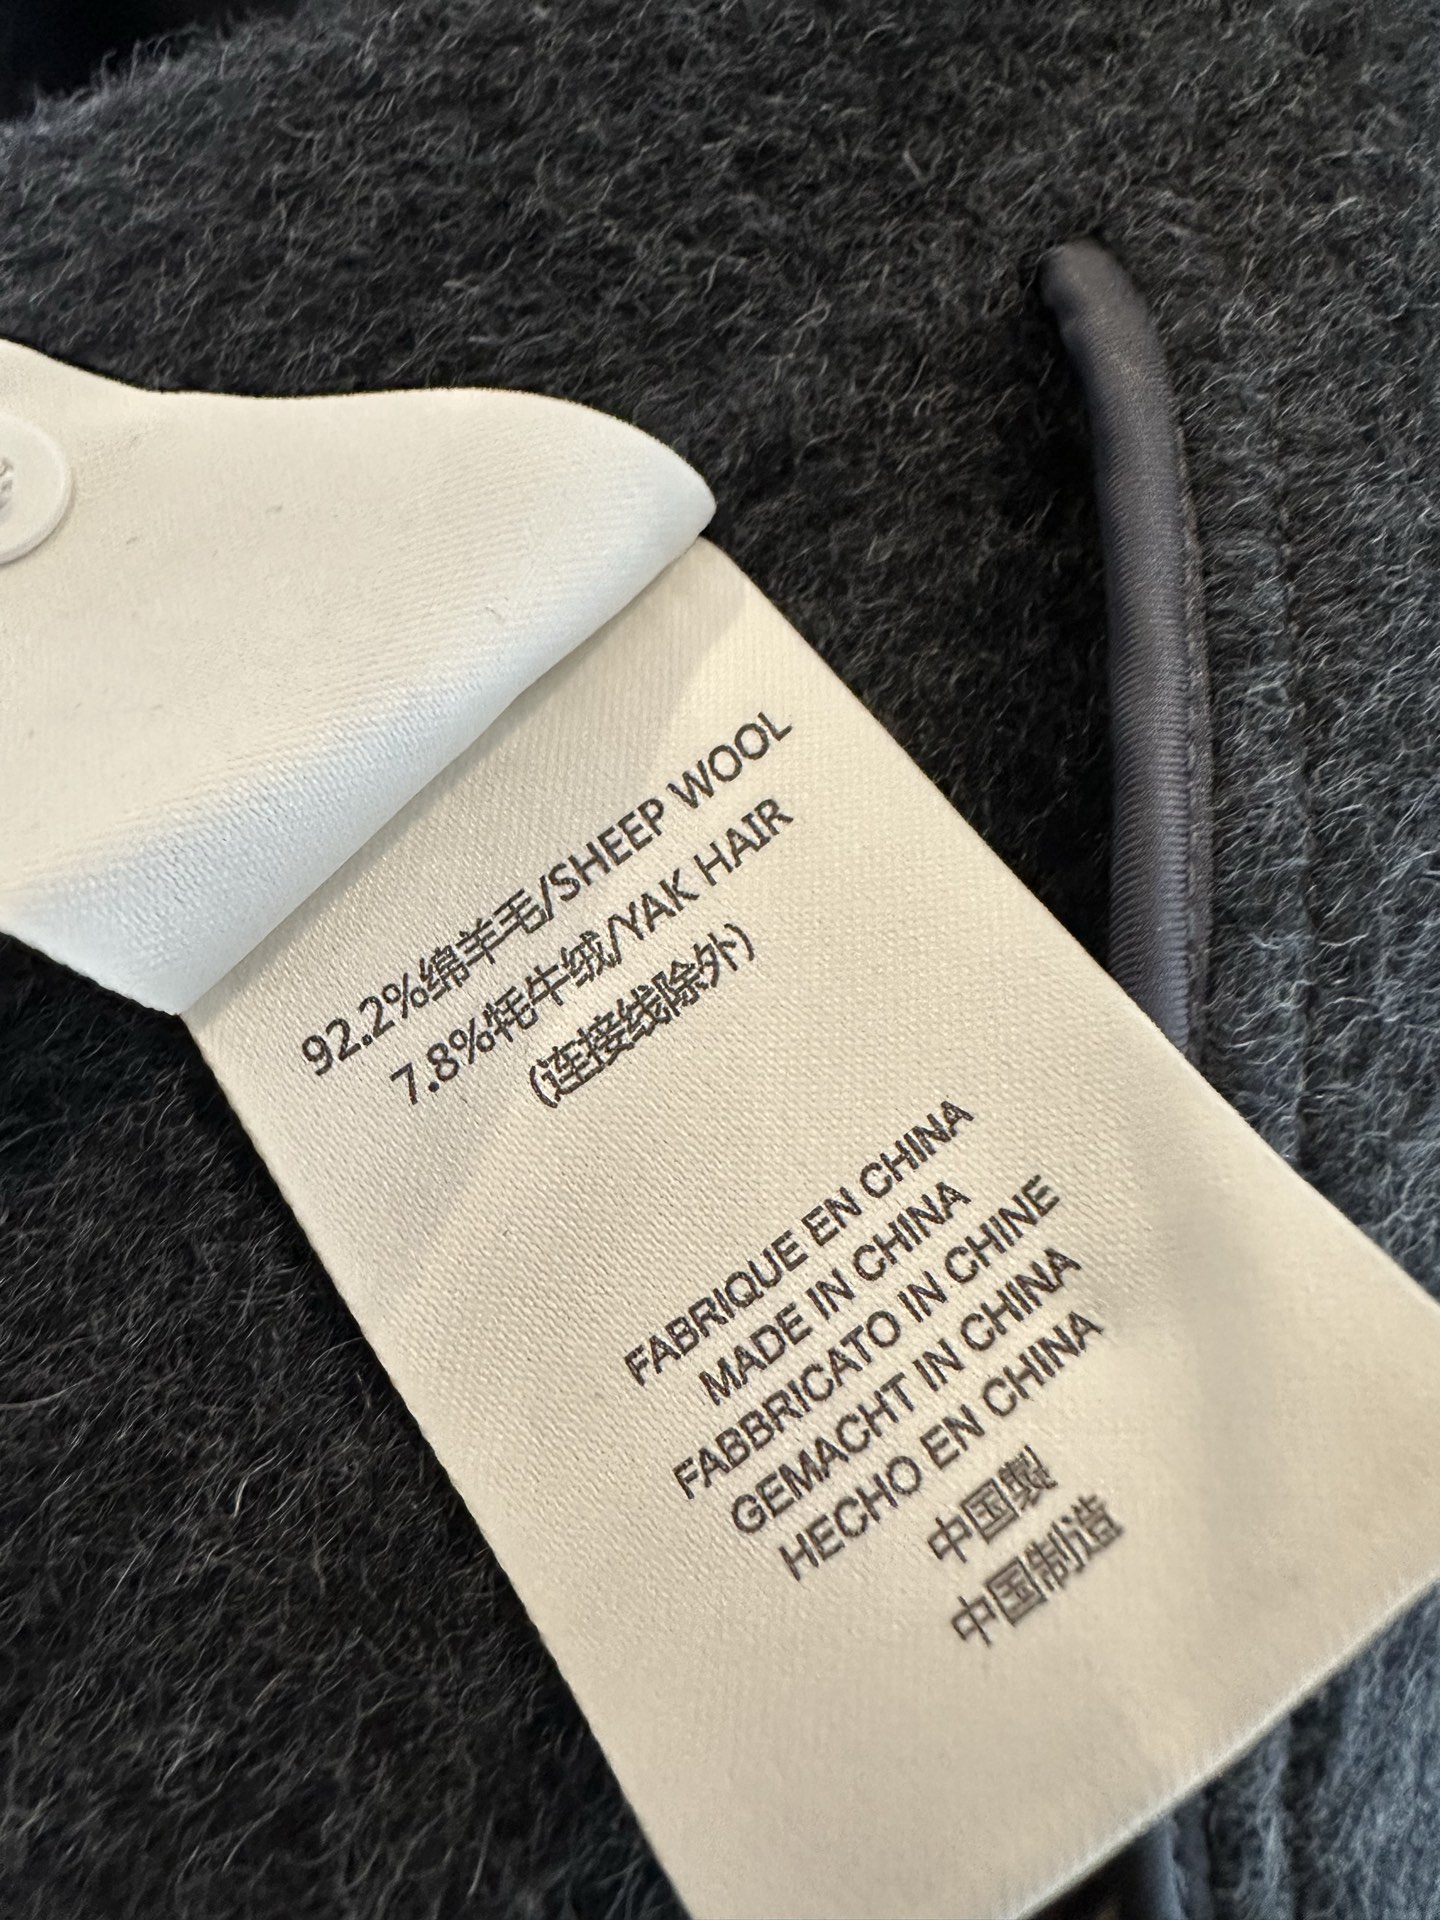 92.2%绵羊毛/SHEEP WOOL
7.8%牦牛绒/YAK HAIR
(连接线除外)
FABRIQUE EN CHINA
MADE IN CHINA
FABBRICATO IN CHINE
GEMACHT IN CHINA
HECHO EN CHINA
中国製
中国制造